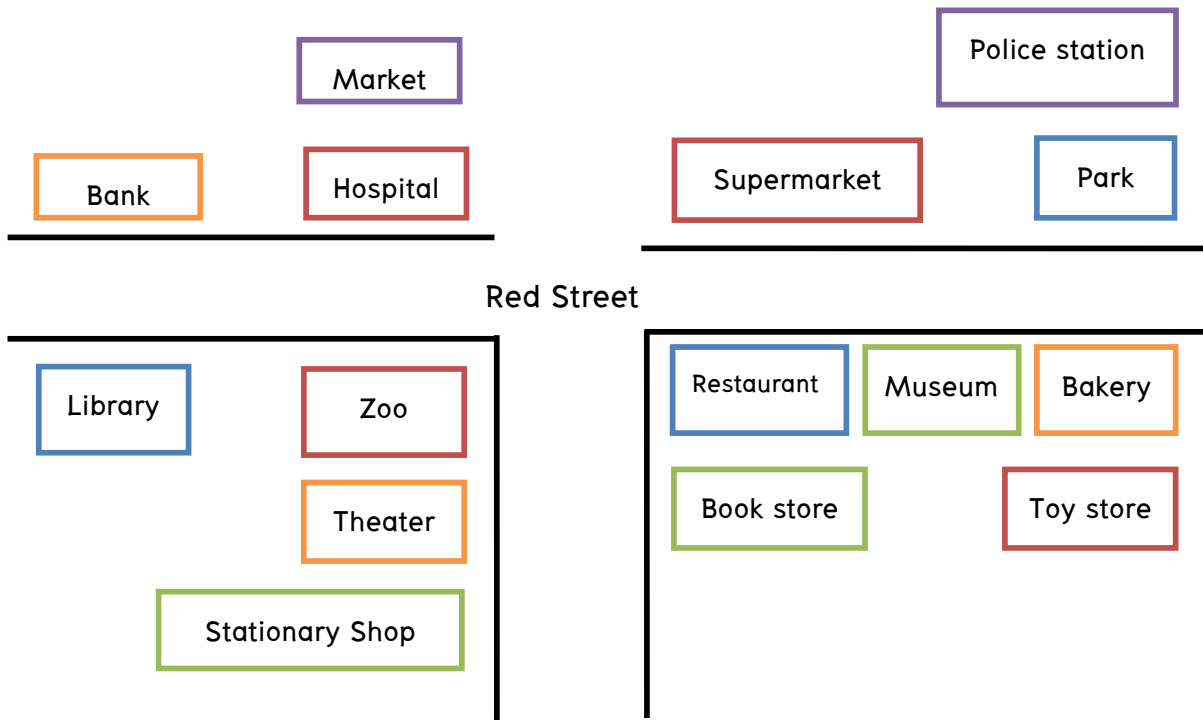 Market
Police station
Bank
Hospital
Supermarket
Park
Red Street
Library
Zoo
Restaurant
Museum
Bakery
Theater
Book store
Toy store
Stationary Shop